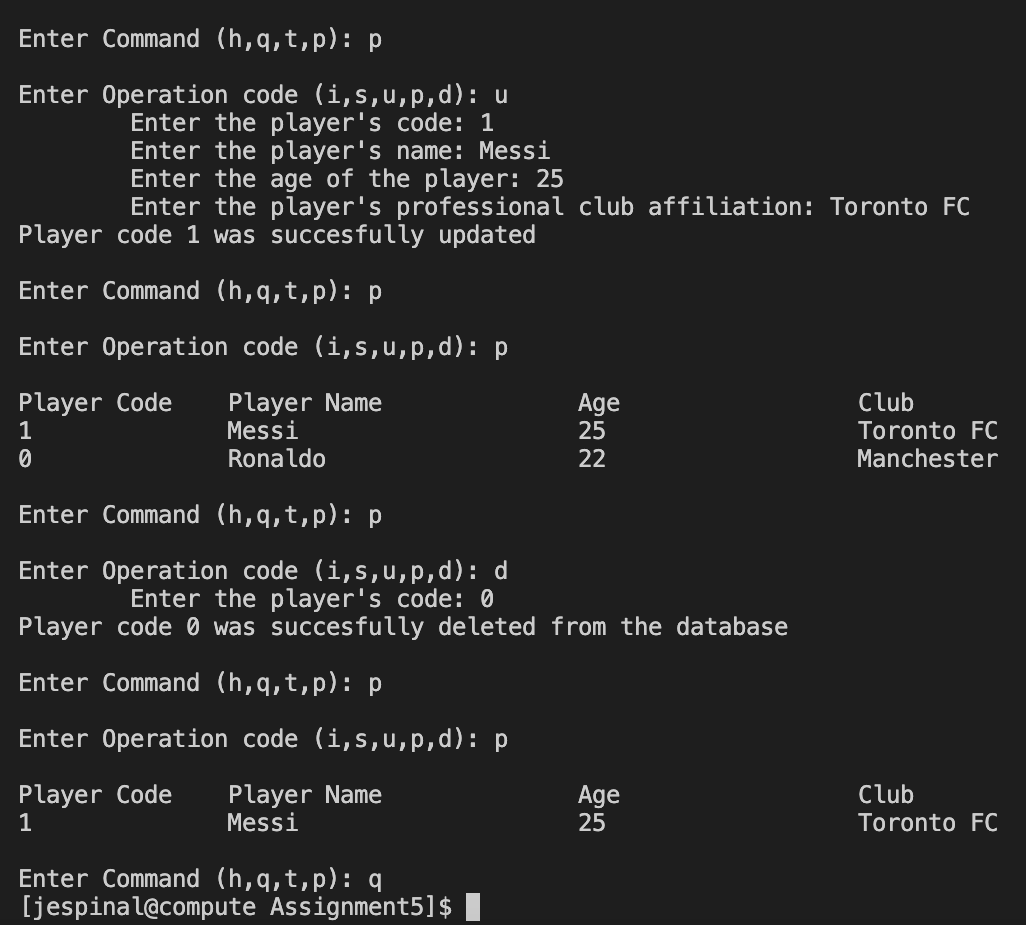 Enter Command (h,q,t,p): p
Enter Operation code (i,s,u,p,d): u
Enter the player's code: 1
Enter the player's name: Messi
Enter the age of the player: 25
Enter the player's professional club affiliation: Toronto FC
Player code 1 was succesfully updated
Enter Command (h,q,t,p): p
Enter Operation code (i,s,u,p,d): p
Player Code    Player Name              Age                 Club
1              Messi                    25                  Toronto FC
0              Ronaldo                  22                  Manchester
Enter Command (h,q,t,p): p
Enter Operation code (i,s,u,p,d): d
Enter the player's code: 0
Player code 0 was succesfully deleted from the database
Enter Command (h,q,t,p): p
Enter Operation code (i,s,u,p,d): p
Player Code    Player Name              Age                 Club
1              Messi                    25                  Toronto FC
Enter Command (h,q,t,p): q
[jespinal@compute Assignment5]$